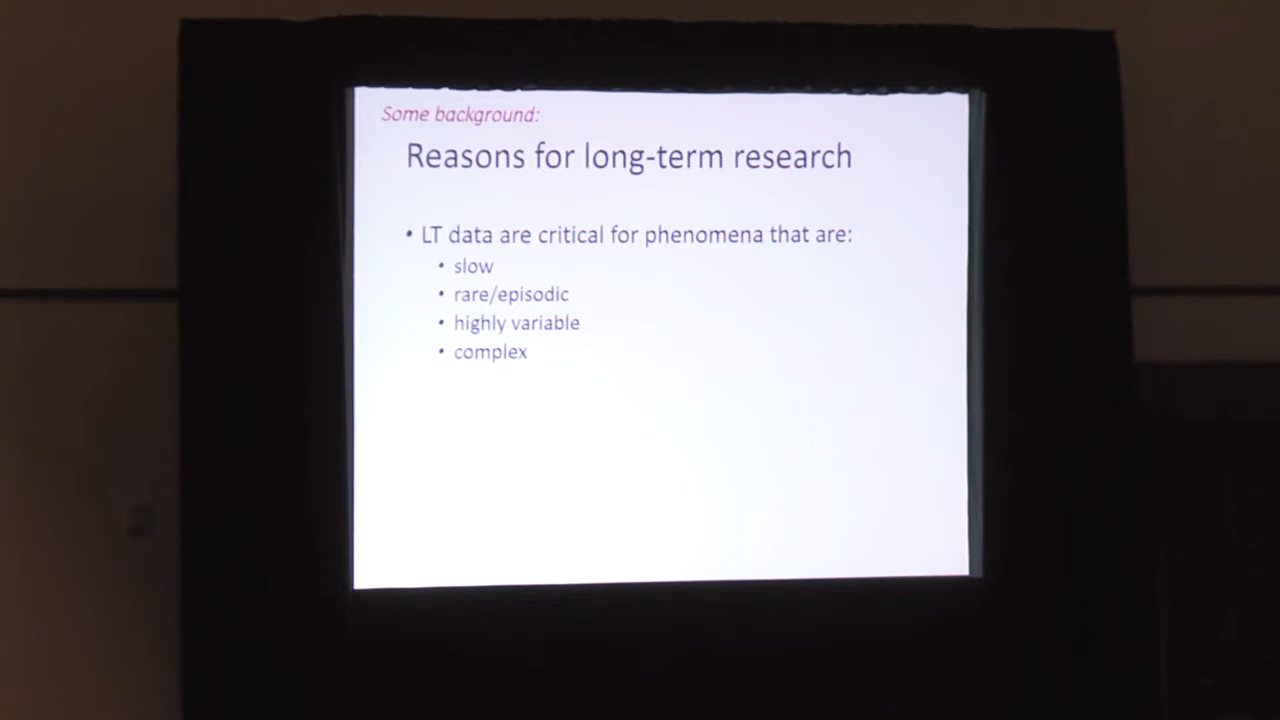 Some background:
Reasons for long-term research
• LT data are critical for phenomena that are:
• slow
• rare/episodic
• highly variable
• complex